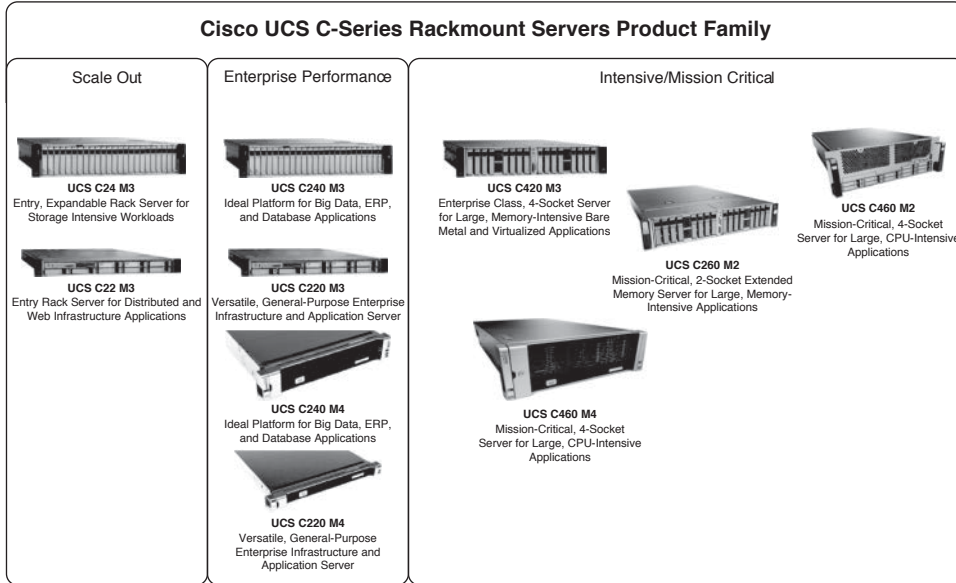 Cisco UCS C-Series Rackmount Servers Product Family
Scale Out
UCS C24 M3
Entry, Expandable Rack Server for
Storage Intensive Workloads
UCS C22 M3
Entry Rack Server for Distributed and
Web Infrastructure Applications
Enterprise Performance
UCS C240 M3
Ideal Platform for Big Data, ERP,
and Database Applications
UCS C220 M3
Versatile, General-Purpose Enterprise
Infrastructure and Application Server
UCS C240 M4
Ideal Platform for Big Data, ERP,
and Database Applications
UCS C220 M4
Versatile, General-Purpose
Enterprise Infrastructure and
Application Server
Intensive/Mission Critical
UCS C420 M3
Enterprise Class, 4-Socket Server
for Large, Memory-Intensive Bare
Metal and Virtualized Applications
UCS C260 M2
Mission-Critical, 2-Socket Extended
Memory Server for Large, Memory-
Intensive Applications
UCS C460 M2
Mission-Critical, 4-Socket
Server for Large, CPU-Intensive
Applications
UCS C460 M4
Mission-Critical, 4-Socket
Server for Large, CPU-Intensive
Applications